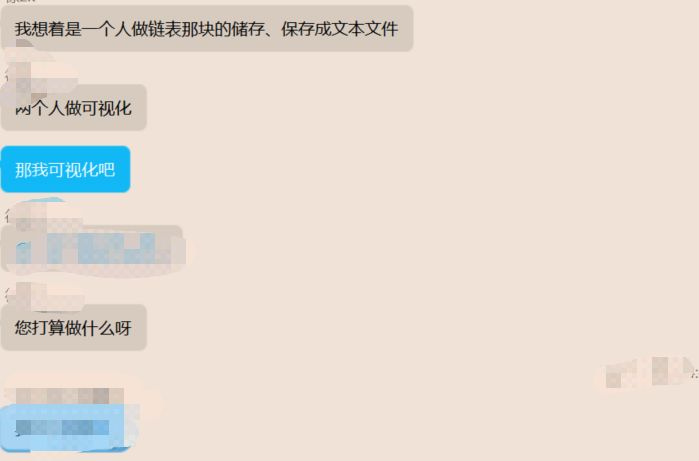 我想着是一个人做链表那块的储存、保存成文本文件
两个人做可视化
那我可视化吧
您打算做什么呀